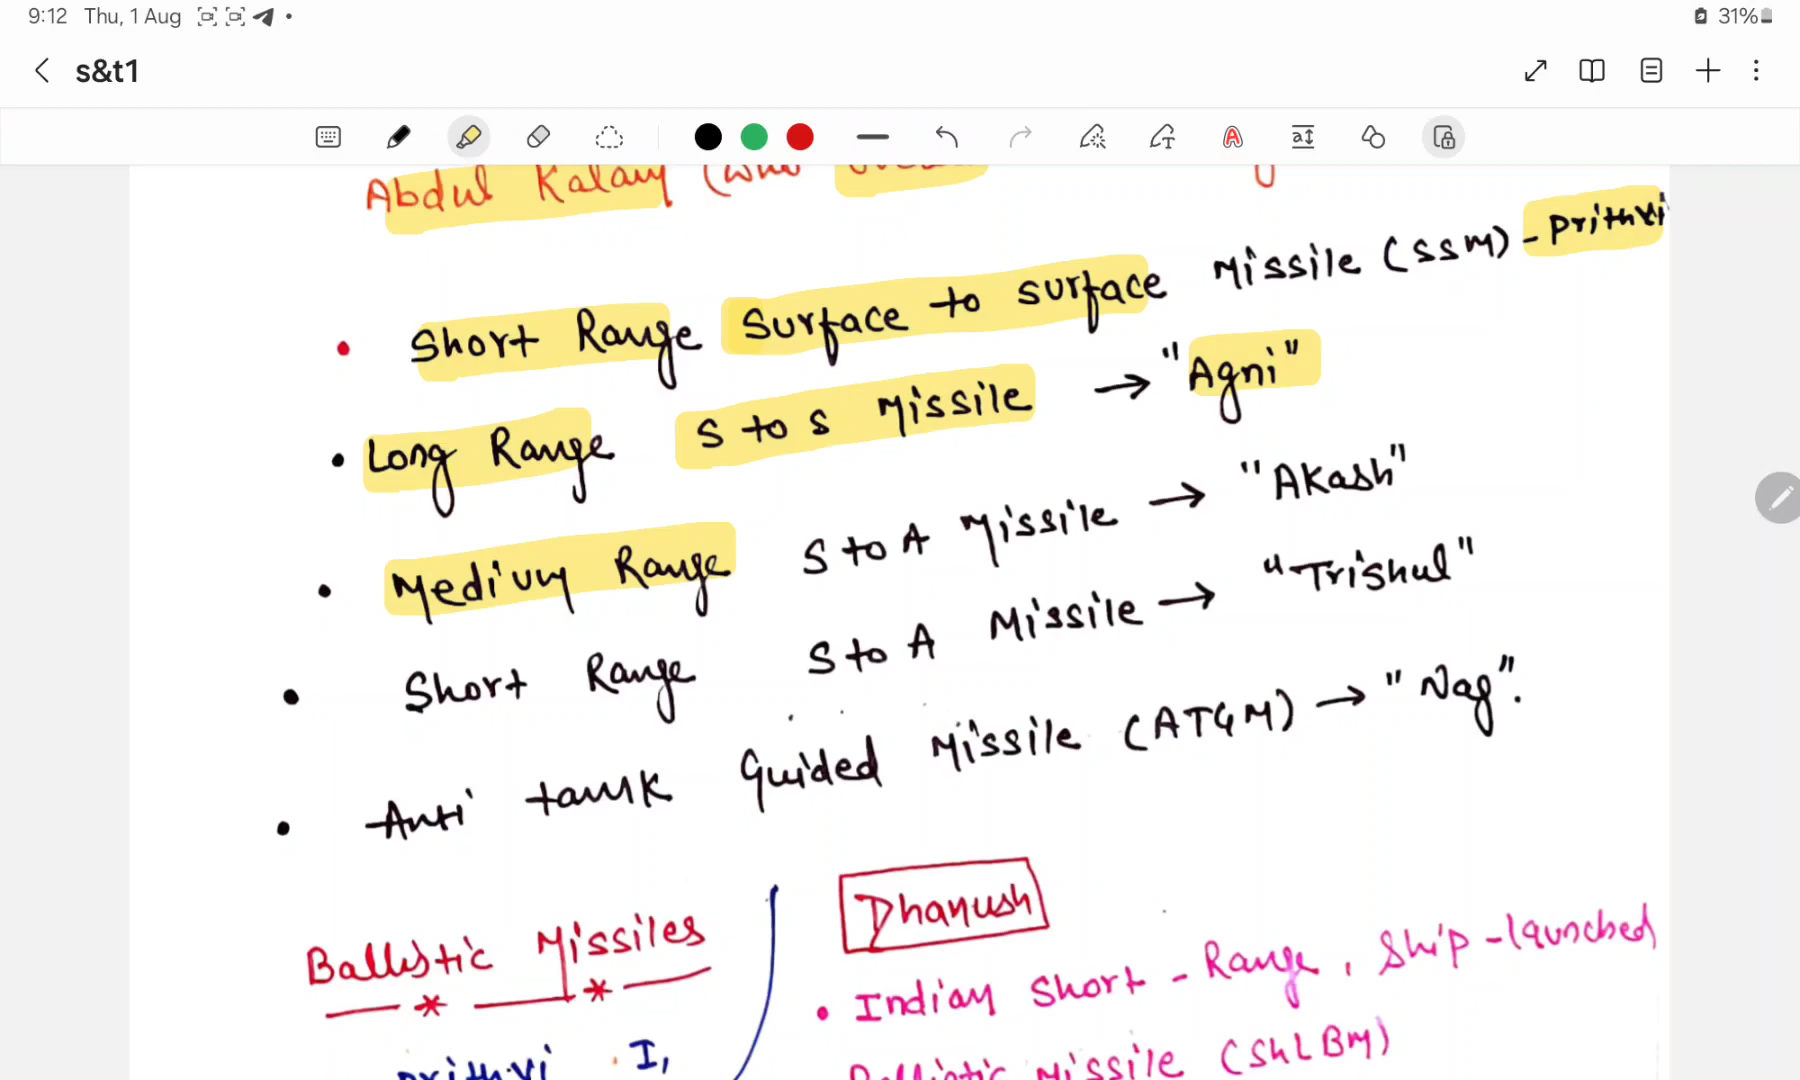 9:12 Thu, 1 Aug
31%
s&t1
Abdul Kalam (who
• Short Range Surface to surface Missile (SSM) - Prithvi
• Long Range S to S Missile → "Agni"
• Medium Range S to A Missile → "Akash"
• Short Range S to A Missile → "Trishul"
• Anti tank Guided Missile (ATGM) → "Nag".
Ballistic Missiles
Prithvi I,
Dhanush
• Indian Short-Range, Ship-launched
Ballistic Missile (ShLBM)